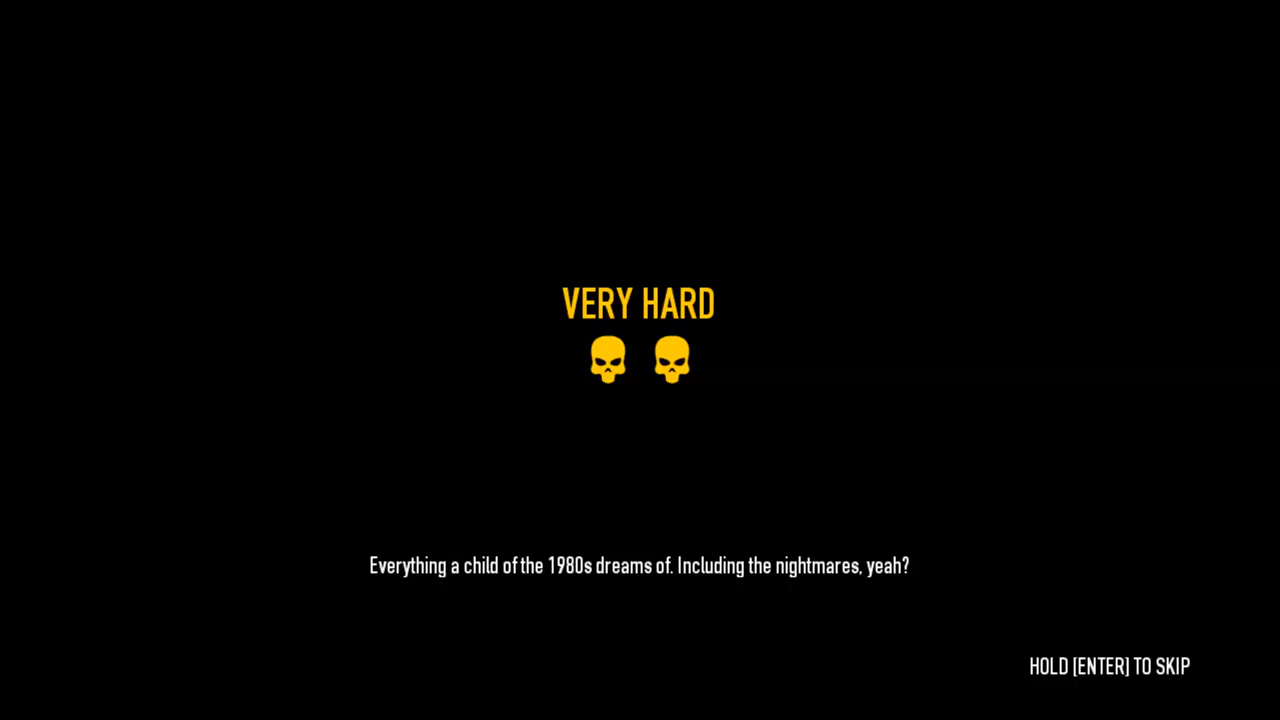 VERY HARD
Everything a child of the 1980s dreams of. Including the nightmares, yeah?
HOLD [ENTER] TO SKIP